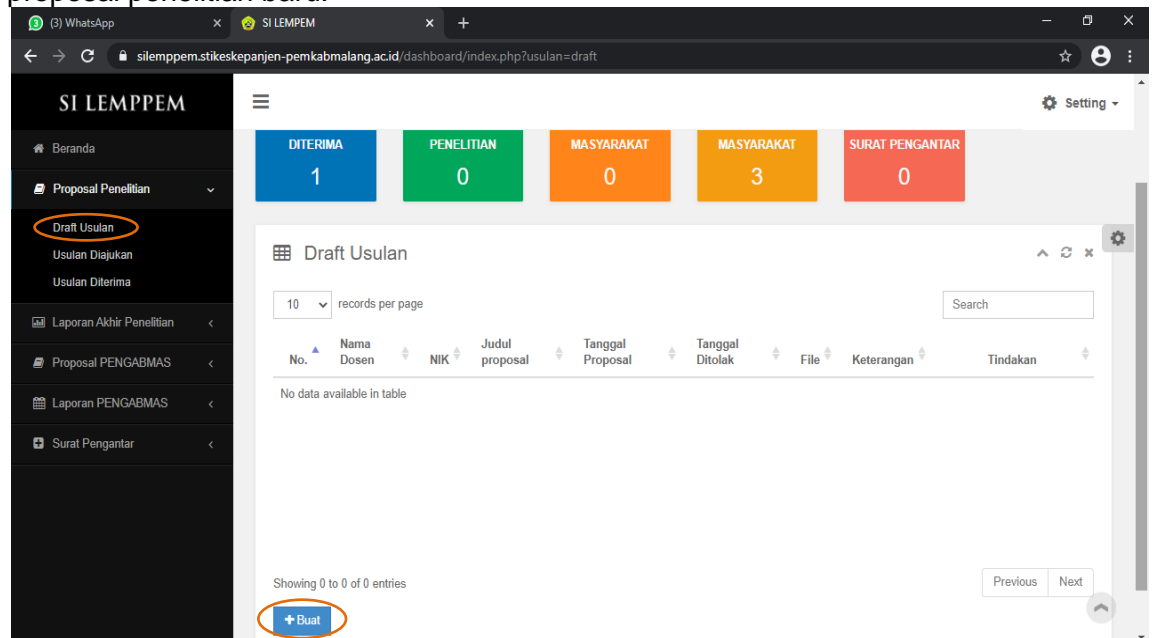 proposal penelitian baru.
(3) WhatsApp
SI LEMPEM
silemppem.stikeskepanjen-pemkabmalang.ac.id/dashboard/index.php?usulan=draft
SI LEMPPEM
Setting
Beranda
Proposal Penelitian
Draft Usulan
Usulan Diajukan
Usulan Diterima
Laporan Akhir Penelitian
Proposal PENGABMAS
Laporan PENGABMAS
Surat Pengantar
DITERIMA PENELITIAN MASYARAKAT MASYARAKAT SURAT PENGANTAR
1 0 0 3 0
Draft Usulan
10 records per page
Search
No. Nama Dosen NIK Judul proposal Tanggal Proposal Tanggal Ditolak File Keterangan Tindakan
No data available in table
Showing 0 to 0 of 0 entries
Previous Next
+ Buat